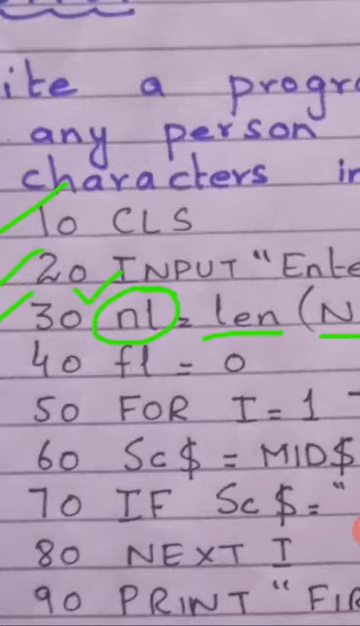 ite a progr
any person
characters in
10 CLS
20 INPUT "Ente
30 nl = len (N
40 fl = 0
50 FOR I = 1
60 Sc$ = MID$
70 IF Sc$ = "
80 NEXT I
90 PRINT "FIR